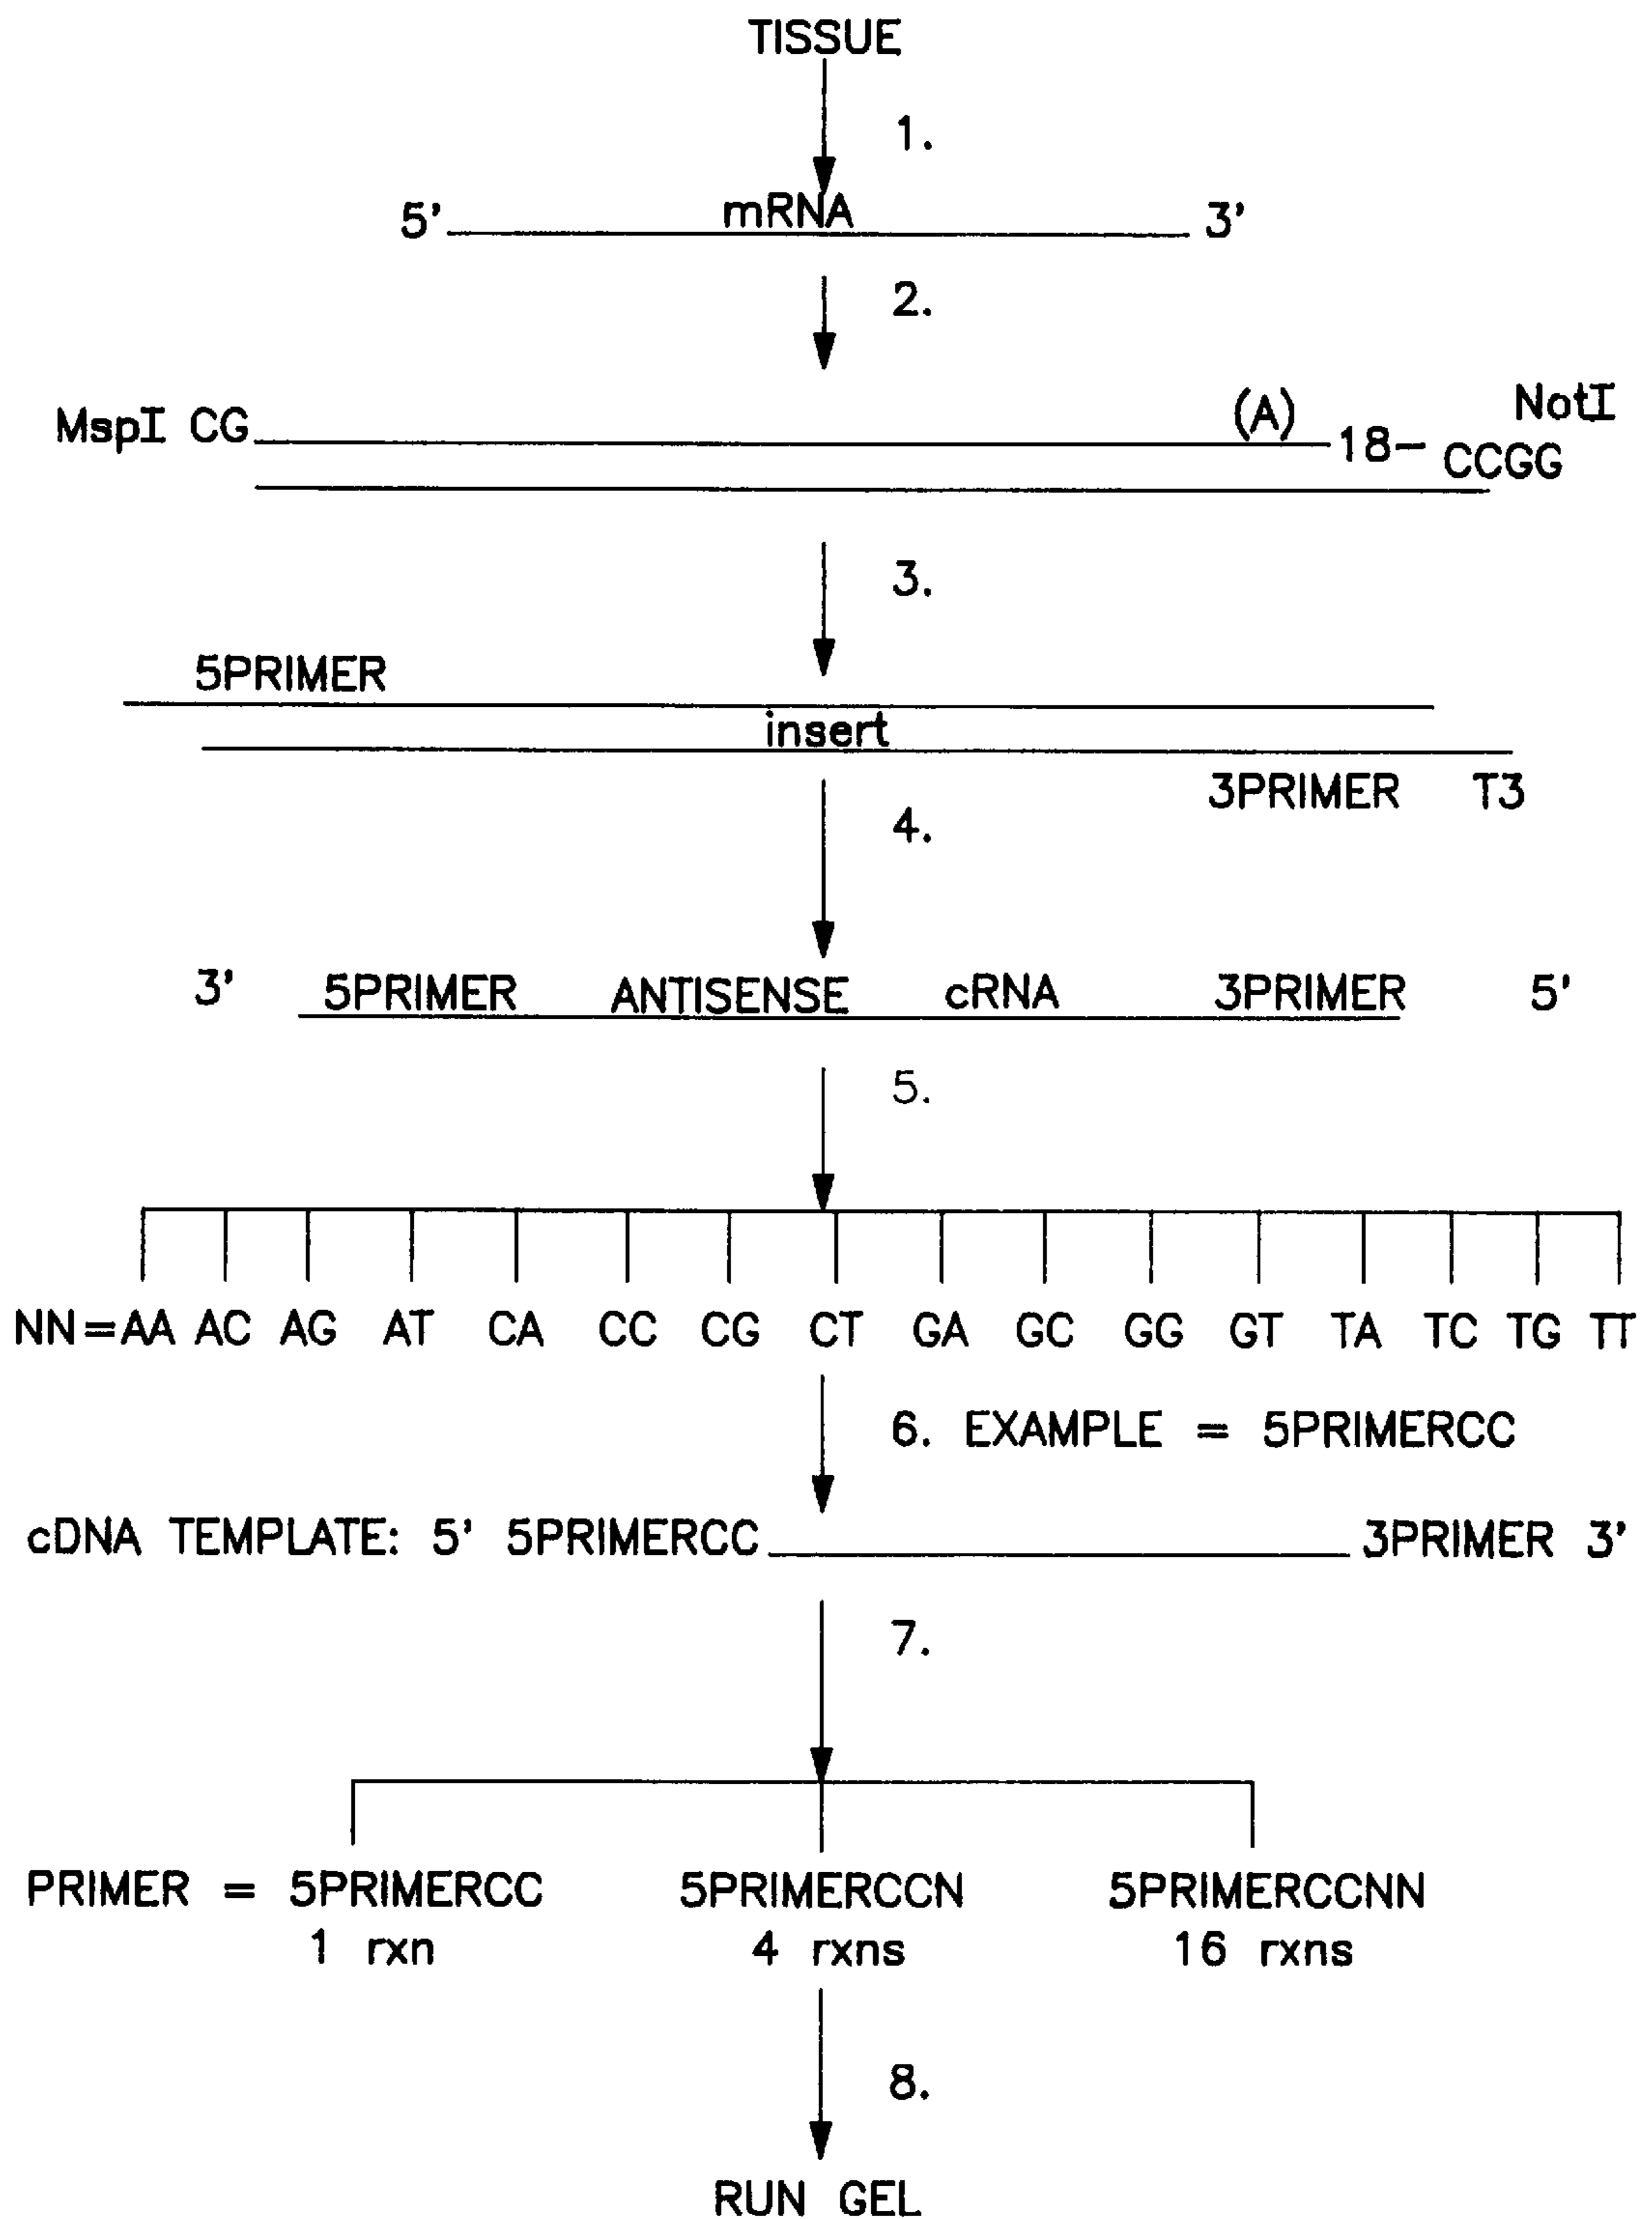 TISSUE
1.
5' mRNA 3'
2.
MspI CG (A) 18- NotI
CCGG
3.
5PRIMER
insert
3PRIMER T3
4.
3' 5PRIMER ANTISENSE cRNA 3PRIMER 5'
5.
NN=AA AC AG AT CA CC CG CT GA GC GG GT TA TC TG TT
6. EXAMPLE = 5PRIMERCC
cDNA TEMPLATE: 5' 5PRIMERCC 3PRIMER 3'
7.
PRIMER = 5PRIMERCC 5PRIMERCCN 5PRIMERCCNN
1 rxn 4 rxns 16 rxns
8.
RUN GEL